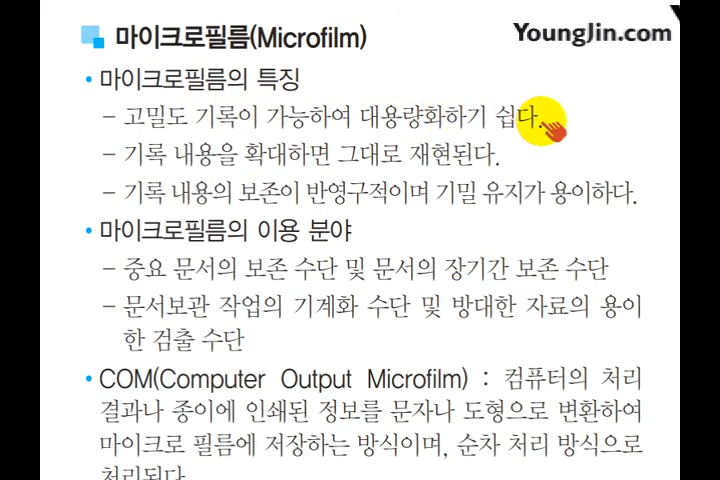 YoungJin.com
마이크로필름(Microfilm)
• 마이크로필름의 특징
– 고밀도 기록이 가능하여 대용량화하기 쉽다.
– 기록 내용을 확대하면 그대로 재현된다.
– 기록 내용의 보존이 반영구적이며 기밀 유지가 용이하다.
• 마이크로필름의 이용 분야
– 중요 문서의 보존 수단 및 문서의 장기간 보존 수단
– 문서보관 작업의 기계화 수단 및 방대한 자료의 용이
한 검출 수단
• COM(Computer Output Microfilm) : 컴퓨터의 처리
결과나 종이에 인쇄된 정보를 문자나 도형으로 변환하여
마이크로 필름에 저장하는 방식이며, 순차 처리 방식으로
처리된다